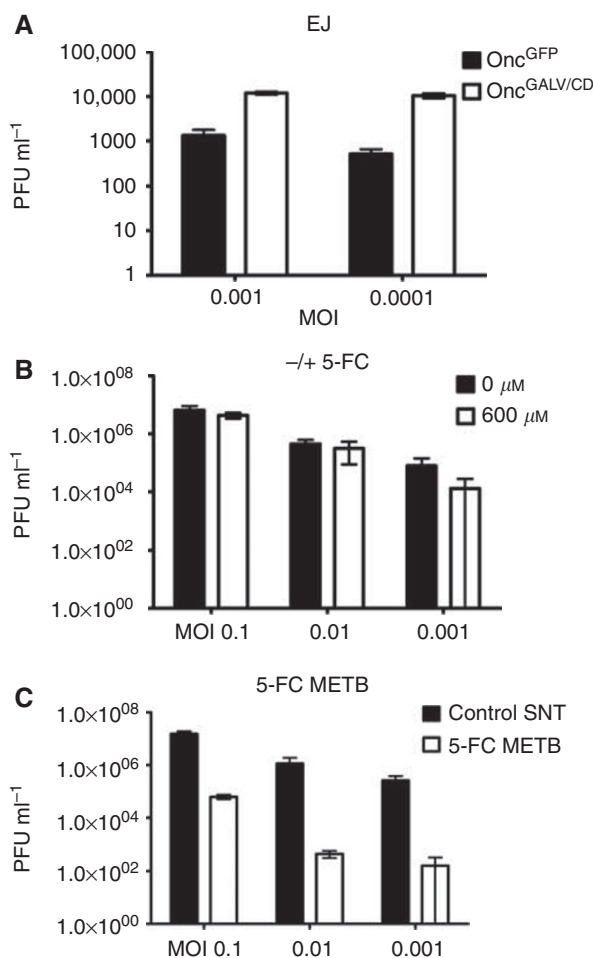 A
EJ
100,000
10,000
1000
100
10
1
PFU ml⁻¹
0.001
0.0001
MOI
Onc^GFP
Onc^GALV/CD
B
–/+ 5-FC
1.0×10⁰⁸
1.0×10⁰⁶
1.0×10⁰⁴
1.0×10⁰²
1.0×10⁰⁰
PFU ml⁻¹
MOI 0.1
0.01
0.001
0 μM
600 μM
C
5-FC METB
1.0×10⁰⁸
1.0×10⁰⁶
1.0×10⁰⁴
1.0×10⁰²
1.0×10⁰⁰
PFU ml⁻¹
MOI 0.1
0.01
0.001
Control SNT
5-FC METB